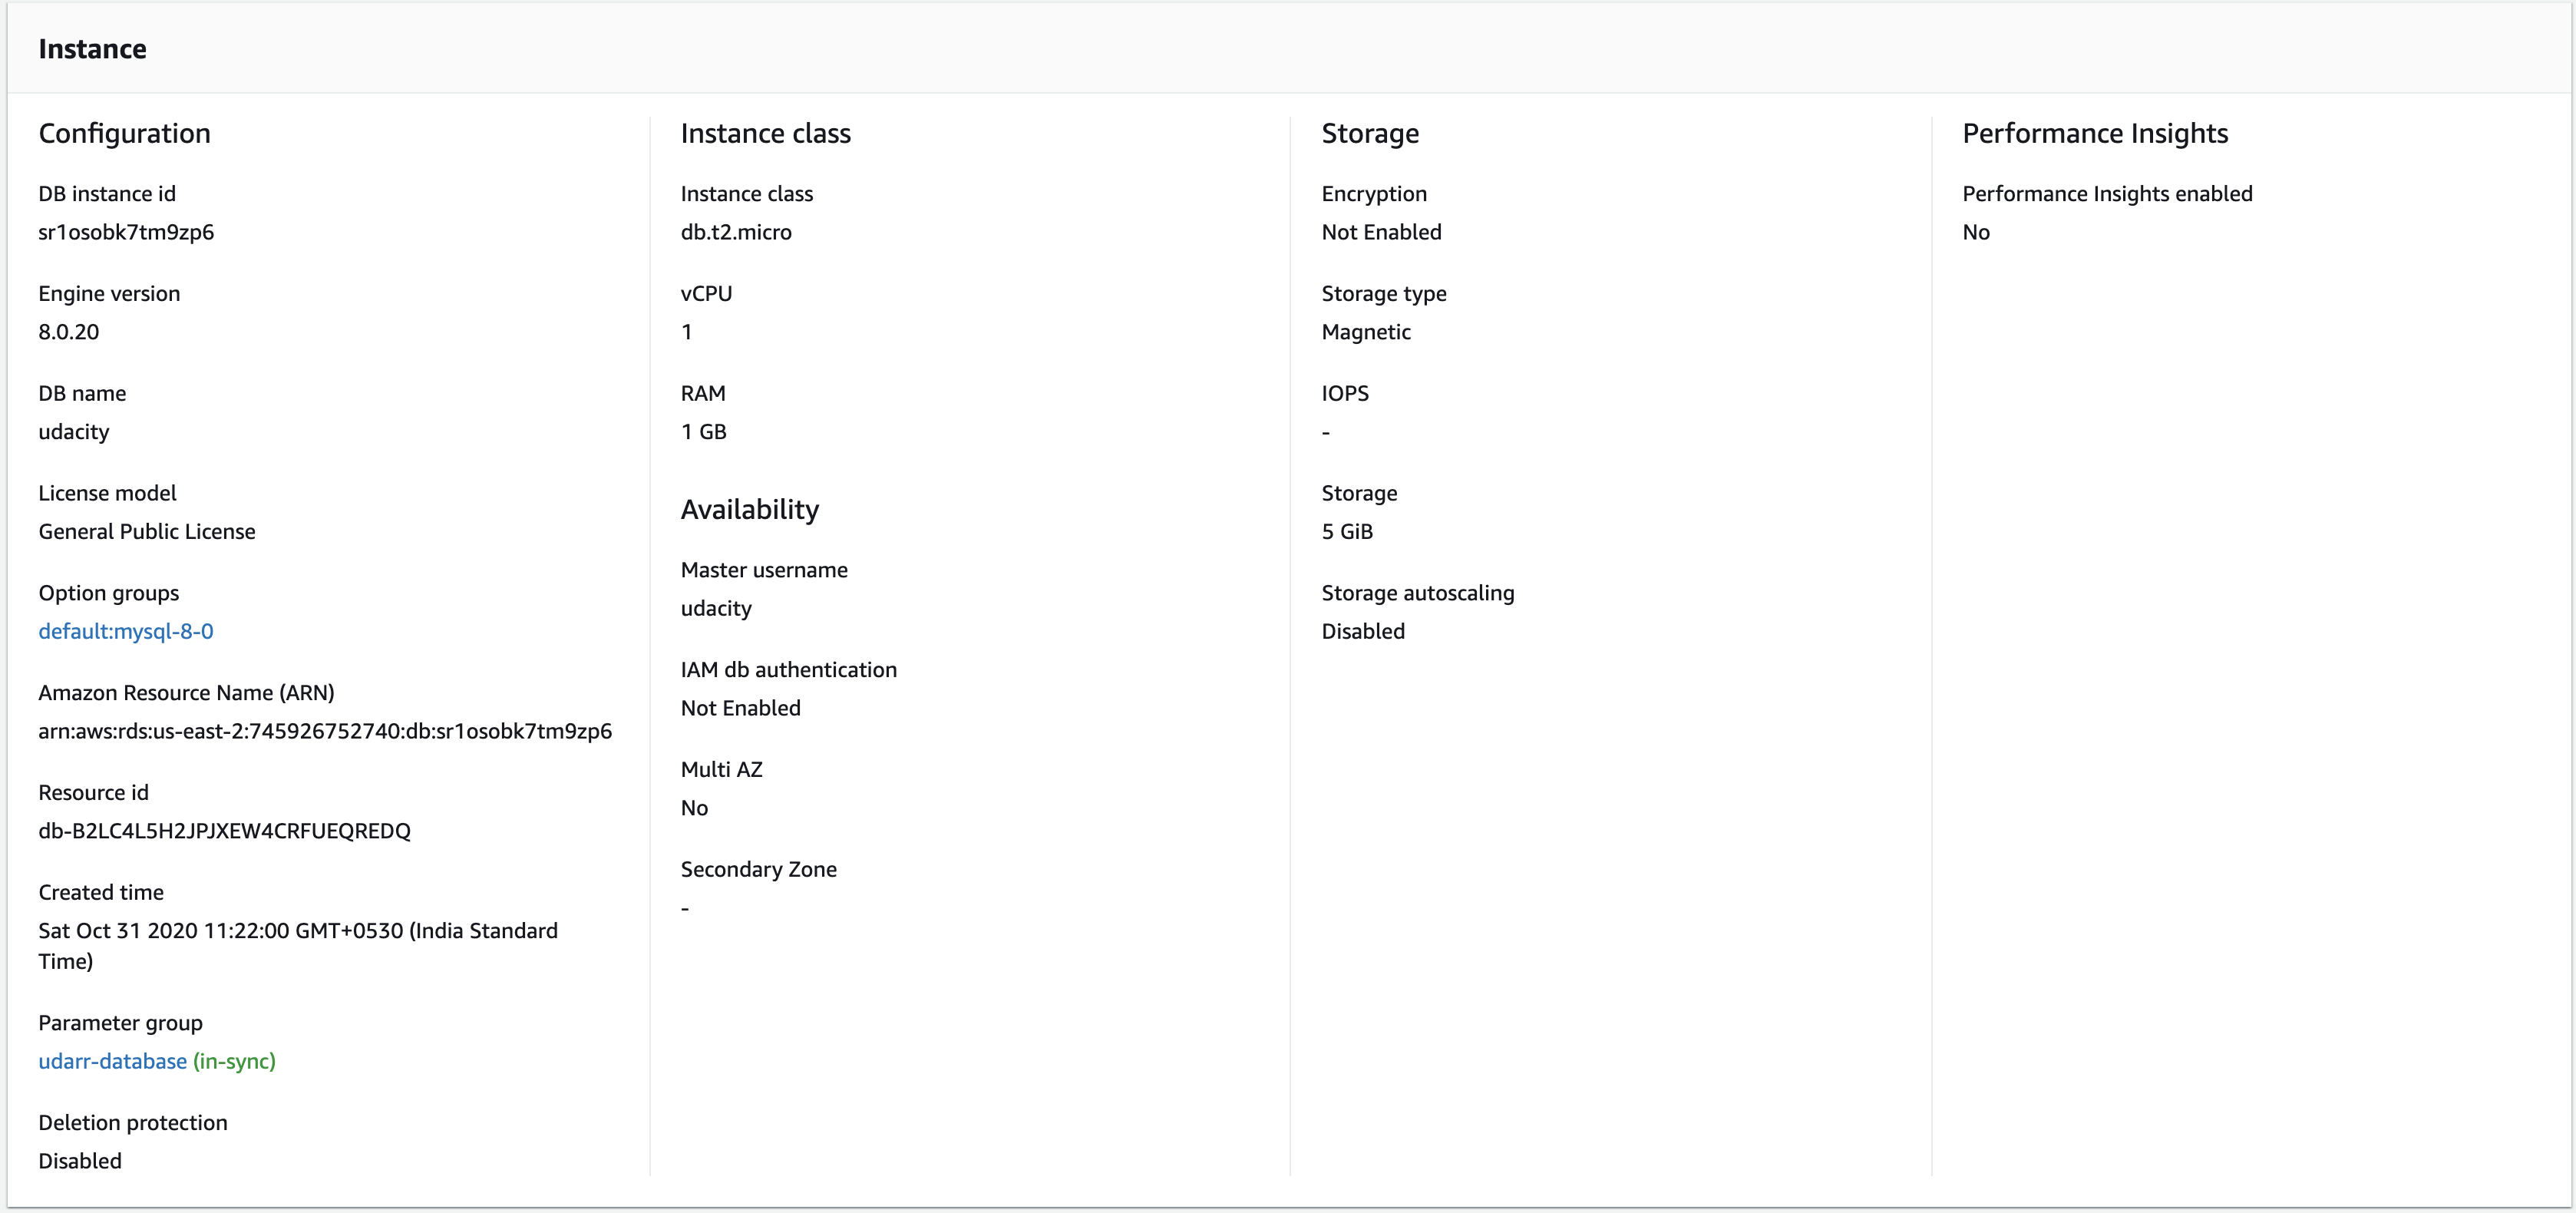 Instance
Configuration
DB instance id
sr1osobk7tm9zp6
Engine version
8.0.20
DB name
udacity
License model
General Public License
Option groups
default:mysql-8-0
Amazon Resource Name (ARN)
arn:aws:rds:us-east-2:745926752740:db:sr1osobk7tm9zp6
Resource id
db-B2LC4L5H2JPJXEW4CRFUEQREDQ
Created time
Sat Oct 31 2020 11:22:00 GMT+0530 (India Standard
Time)
Parameter group
udarr-database (in-sync)
Deletion protection
Disabled
Instance class
Instance class
db.t2.micro
vCPU
1
RAM
1 GB
Availability
Master username
udacity
IAM db authentication
Not Enabled
Multi AZ
No
Secondary Zone
-
Storage
Encryption
Not Enabled
Storage type
Magnetic
IOPS
-
Storage
5 GiB
Storage autoscaling
Disabled
Performance Insights
Performance Insights enabled
No